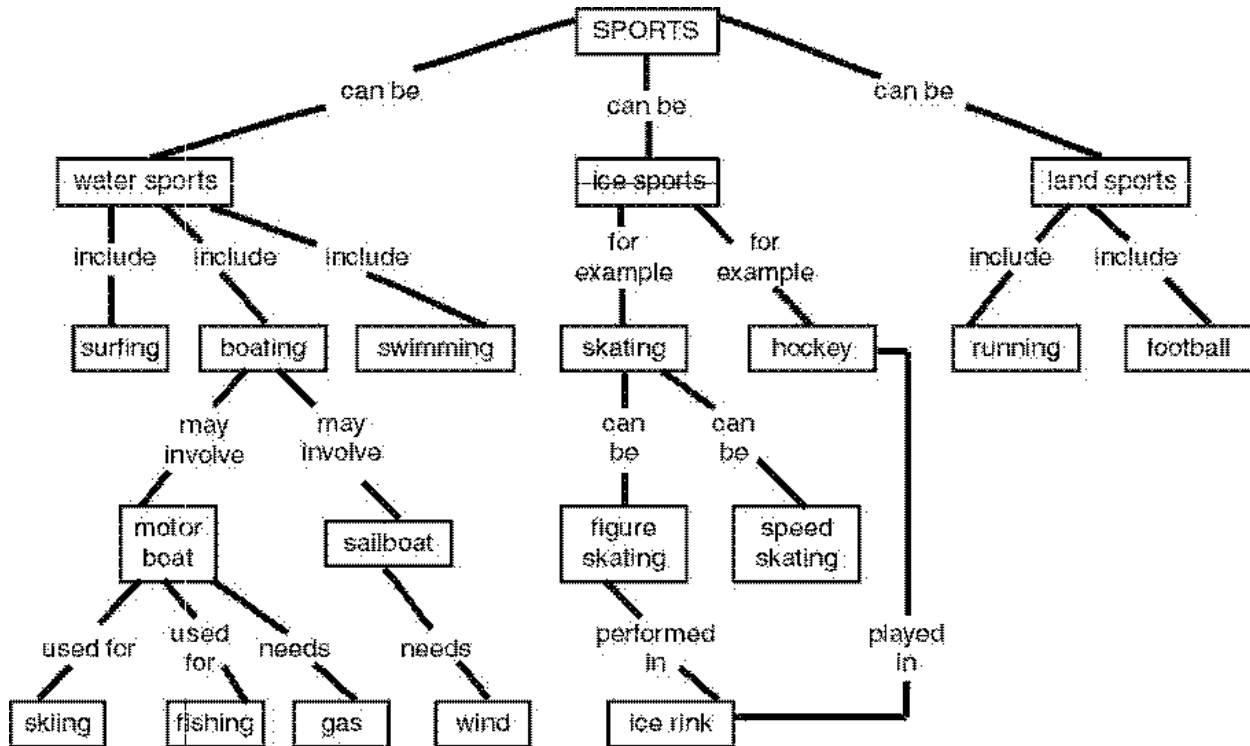 SPORTS
can be
can be
can be
water sports
ice sports
land sports
include
include
include
for
example
for
example
include
include
surfing
boating
swimming
skating
hockey
running
football
may
involve
may
involve
can
be
can
be
motor
boat
sailboat
figure
skating
speed
skating
used for
used
for
needs
needs
performed
in
played
in
skiing
fishing
gas
wind
ice rink